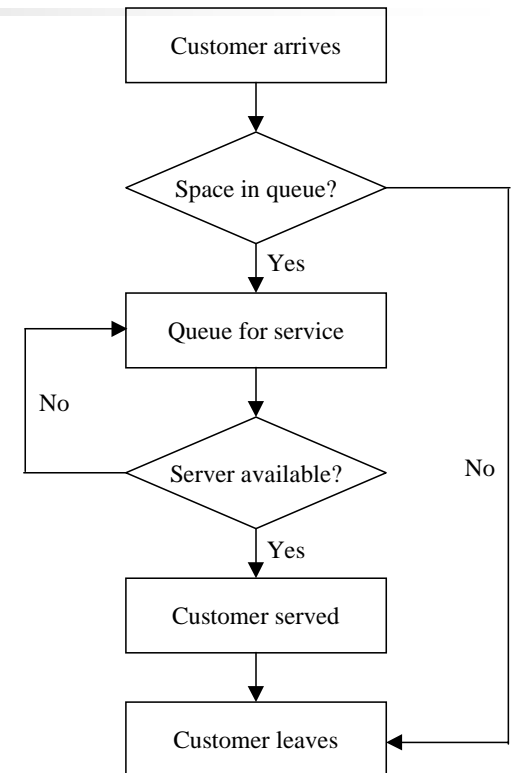 Customer arrives
Space in queue?
Yes
Queue for service
No
Server available?
No
Yes
Customer served
Customer leaves